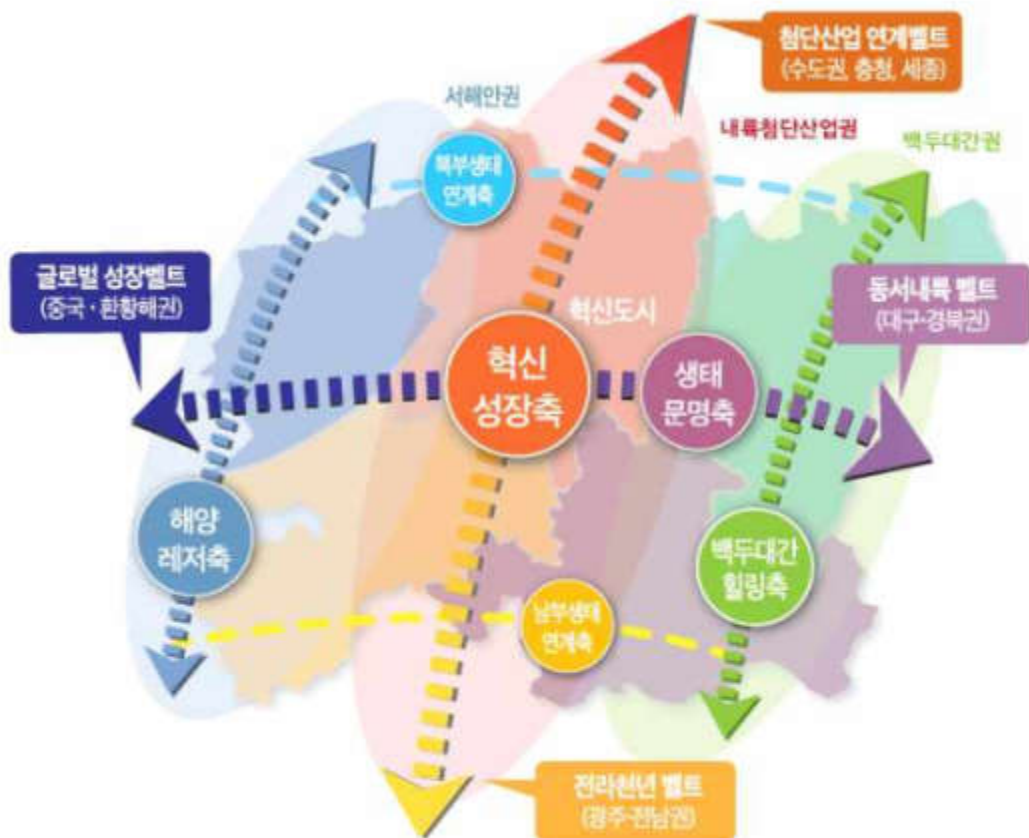 첨단산업 연계벨트
(수도권, 충청, 세종)
서해안권
내륙첨단산업권
백두대간권
북부생태
연계축
글로벌 성장벨트
(중국·환황해권)
동서내륙 벨트
(대구·경북권)
혁신도시
혁신
성장축
생태
문명축
해양
레저축
백두대간
힐링축
남부생태
연계축
전라천년 벨트
(광주·전남권)